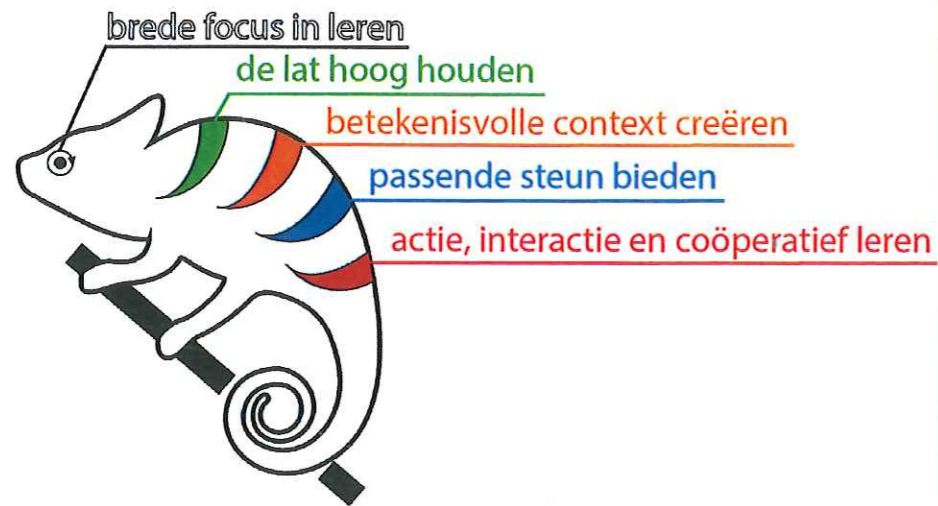 brede focus in leren
de lat hoog houden
betekenisvolle context creëren
passende steun bieden
actie, interactie en coöperatief leren